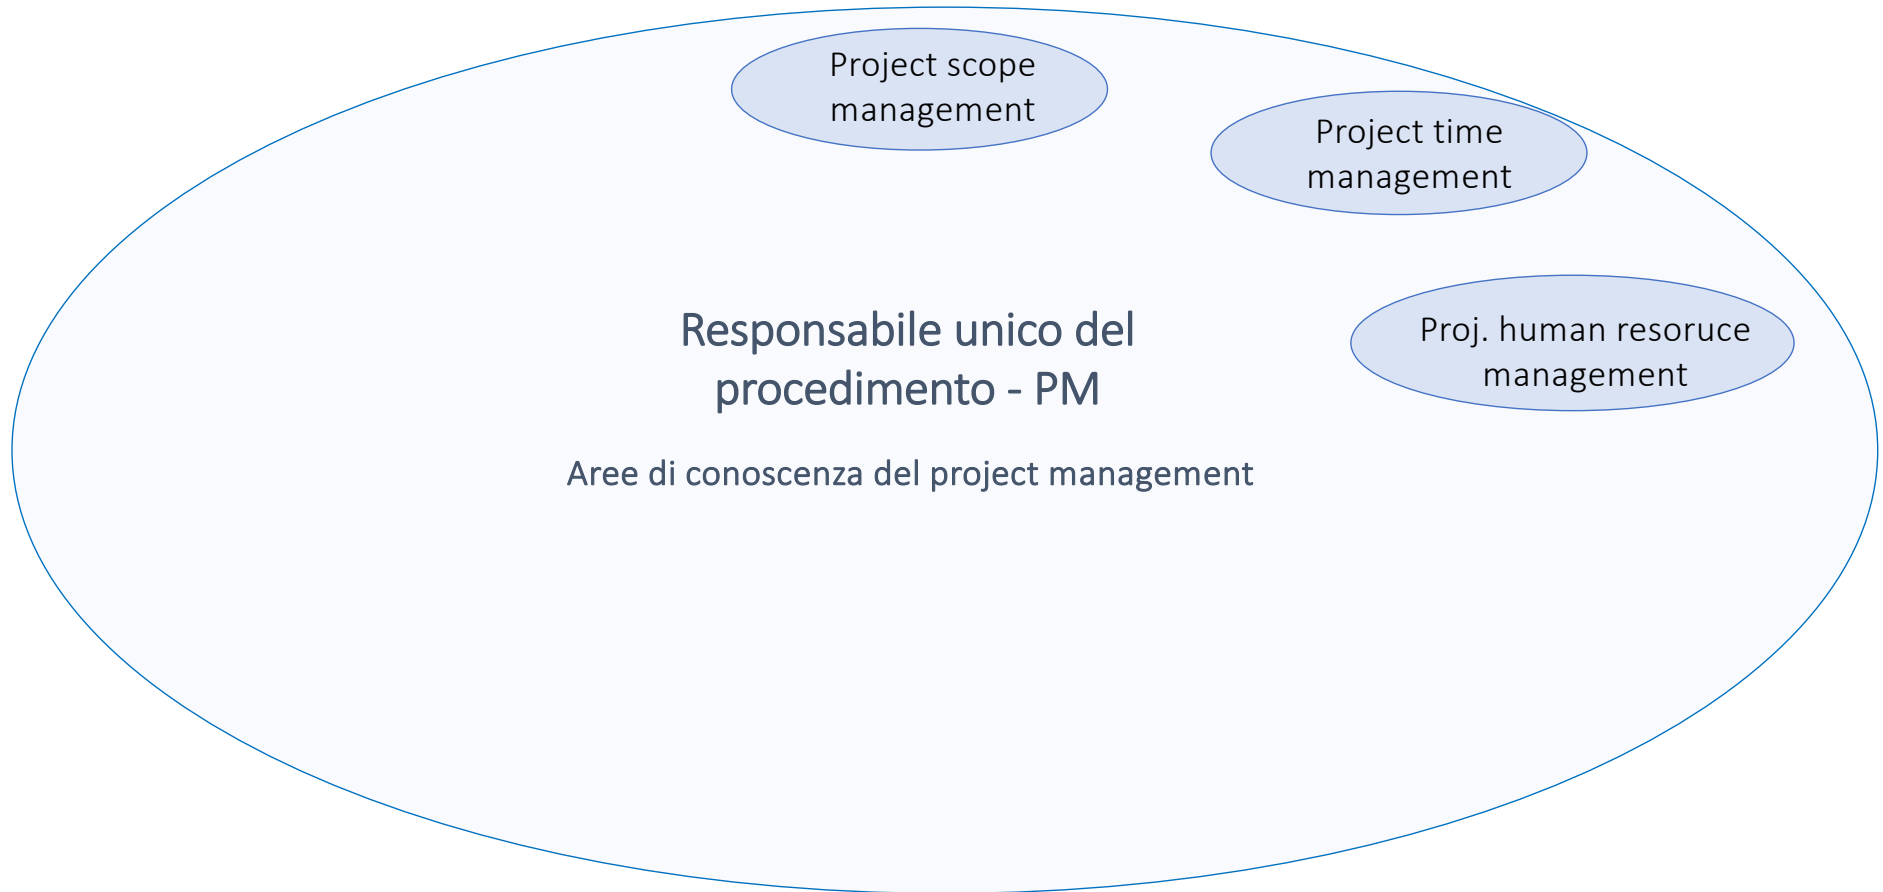 Project scope
management
Project time
management
Proj. human resoruce
management
Responsabile unico del
procedimento - PM
Aree di conoscenza del project management